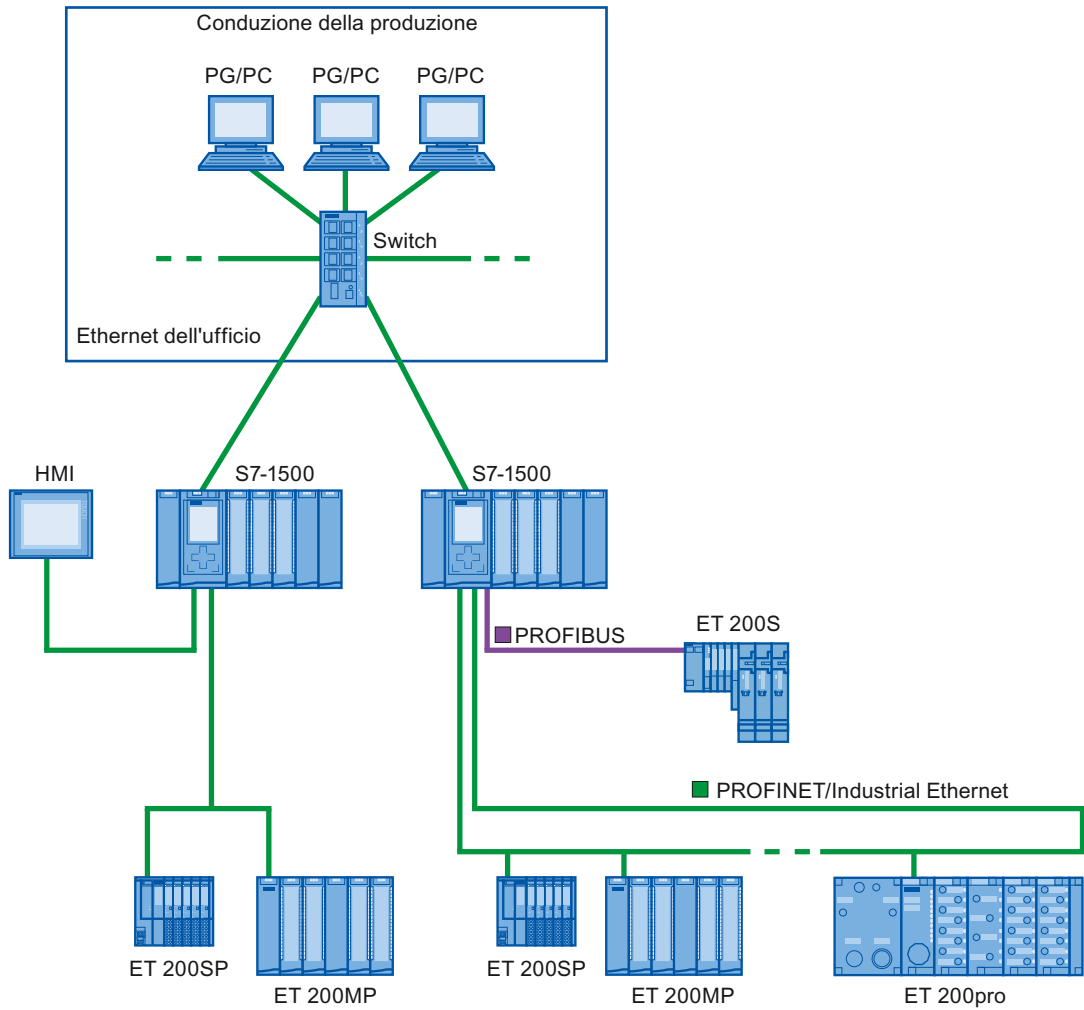 Conduzione della produzione
PG/PC
PG/PC
PG/PC
Switch
Ethernet dell'ufficio
HMI
S7-1500
S7-1500
PROFIBUS
ET 200S
PROFINET/Industrial Ethernet
ET 200SP
ET 200MP
ET 200SP
ET 200MP
ET 200pro